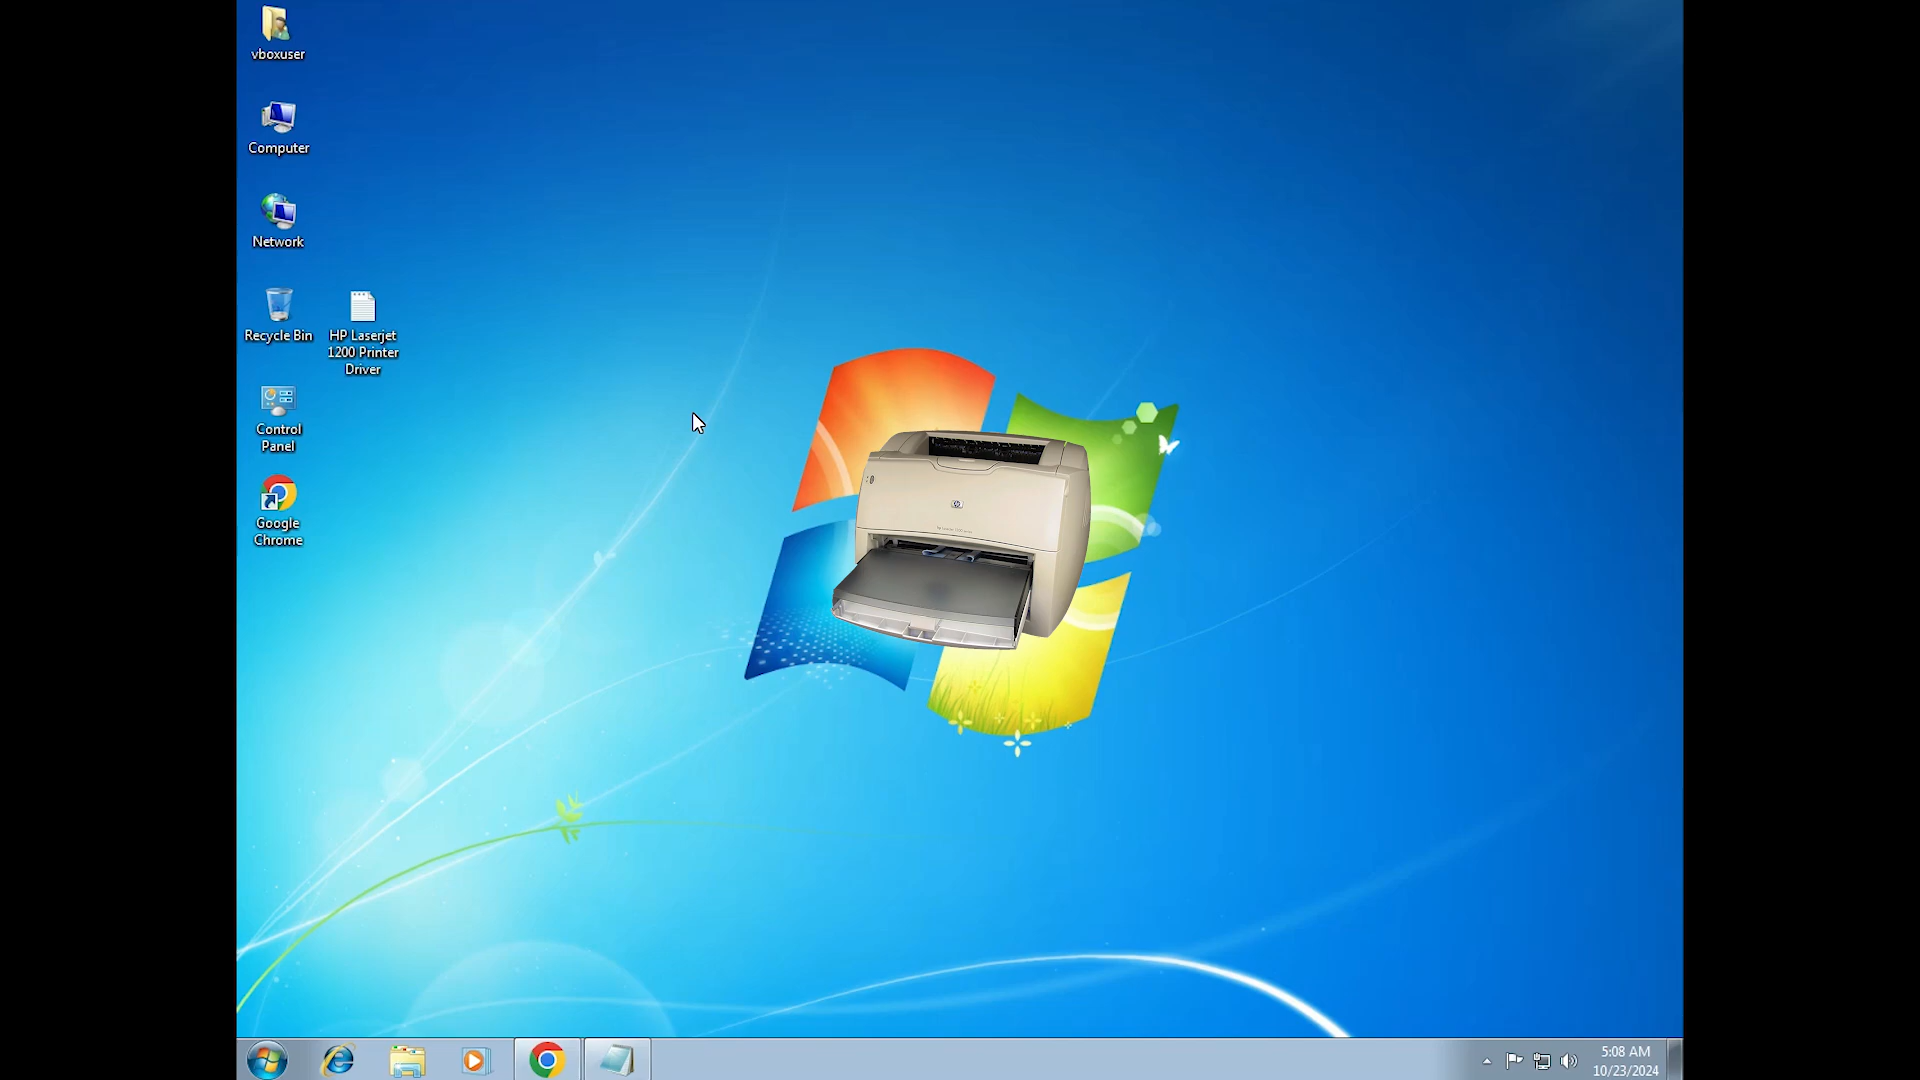 vboxuser
Computer
Network
Recycle Bin
HP Laserjet
1200 Printer
Driver
Control
Panel
Google
Chrome
hp
5:08 AM
10/23/2024